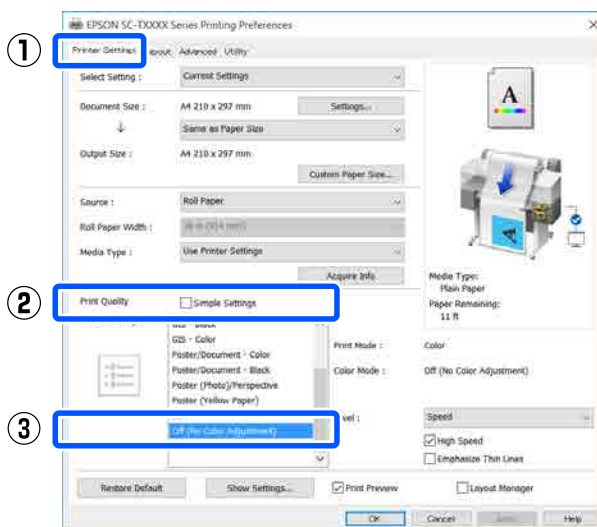 EPSON SC-TXXXX Series Printing Preferences
1
Printer Settings Advanced Utility
Select Setting : Current Settings
Document Size : A4 210 x 297 mm Settings...
Same as Paper Size
Output Size : A4 210 x 297 mm
Custom Paper Size...
Source : Roll Paper
Roll Paper Width :
Media Type : Use Printer Settings
Acquire Info
A
Media Type:
Plain Paper
Paper Remaining:
11 ft
2
Print Quality Simple Settings
GIS - Color
Poster/Document - Color
Poster/Document - Black
Poster (Photo)/Perspective
Poster (Yellow Paper)
Print Mode : Color
Color Mode : Off (No Color Adjustment)
3
Off (No Color Adjustment)
Speed
High Speed
Emphasize Thin Lines
Restore Default Show Settings... Print Preview Layout Manager
OK Cancel Help